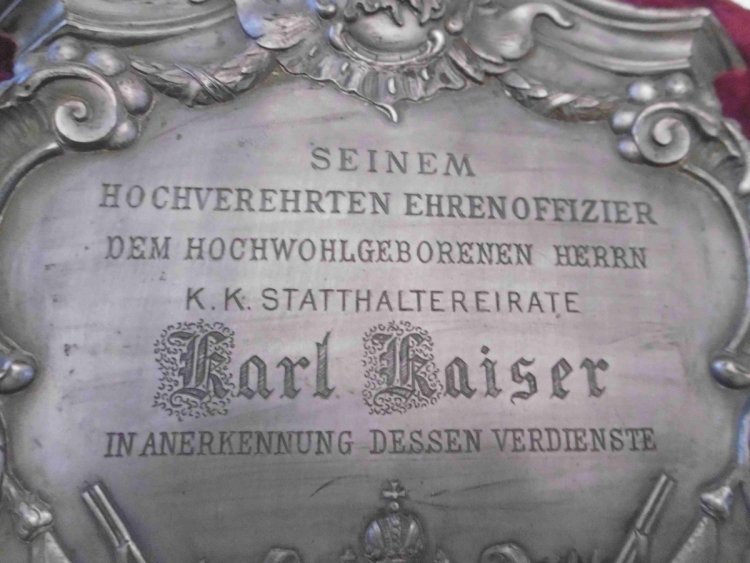 SEINEM
HOCHVEREHRTEN EHRENOFFIZIER
DEM HOCHWOHLGEBORENEN HERRN
K.K. STATTHALTEREIRATE
Karl Kaiser
IN ANERKENNUNG DESSEN VERDIENSTE